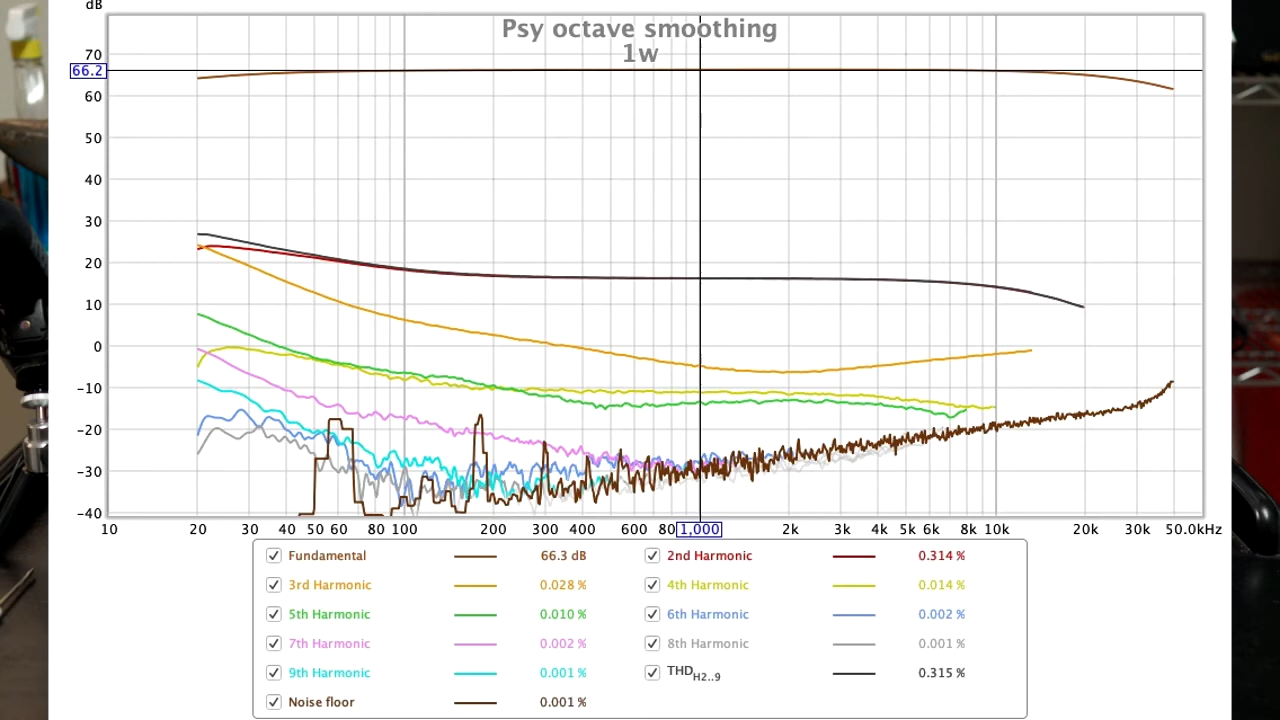 dB
Psy octave smoothing
1w
70
66.2
60
50
40
30
20
10
0
-10
-20
-30
-40
10 20 30 40 50 60 80 100 200 300 400 600 80 1,000 2k 3k 4k 5k 6k 8k 10k 20k 30k 50.0kHz
Fundamental 66.3 dB 2nd Harmonic 0.314 %
3rd Harmonic 0.028 % 4th Harmonic 0.014 %
5th Harmonic 0.010 % 6th Harmonic 0.002 %
7th Harmonic 0.002 % 8th Harmonic 0.001 %
9th Harmonic 0.001 % THD H2..9 0.315 %
Noise floor 0.001 %